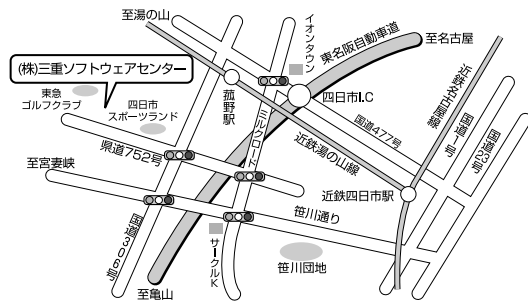 至湯の山
イオンタウン
東名阪自動車道
至名古屋
(株)三重ソフトウェアセンター
東急
ゴルフクラブ
四日市
スポーツランド
菰野駅
四日市I.C
近鉄名古屋線
国道1号
国道23号
国道477号
ミルクロード
近鉄湯の山線
県道752号
至宮妻峡
近鉄四日市駅
笹川通り
国道306号
サークルK
笹川団地
至亀山